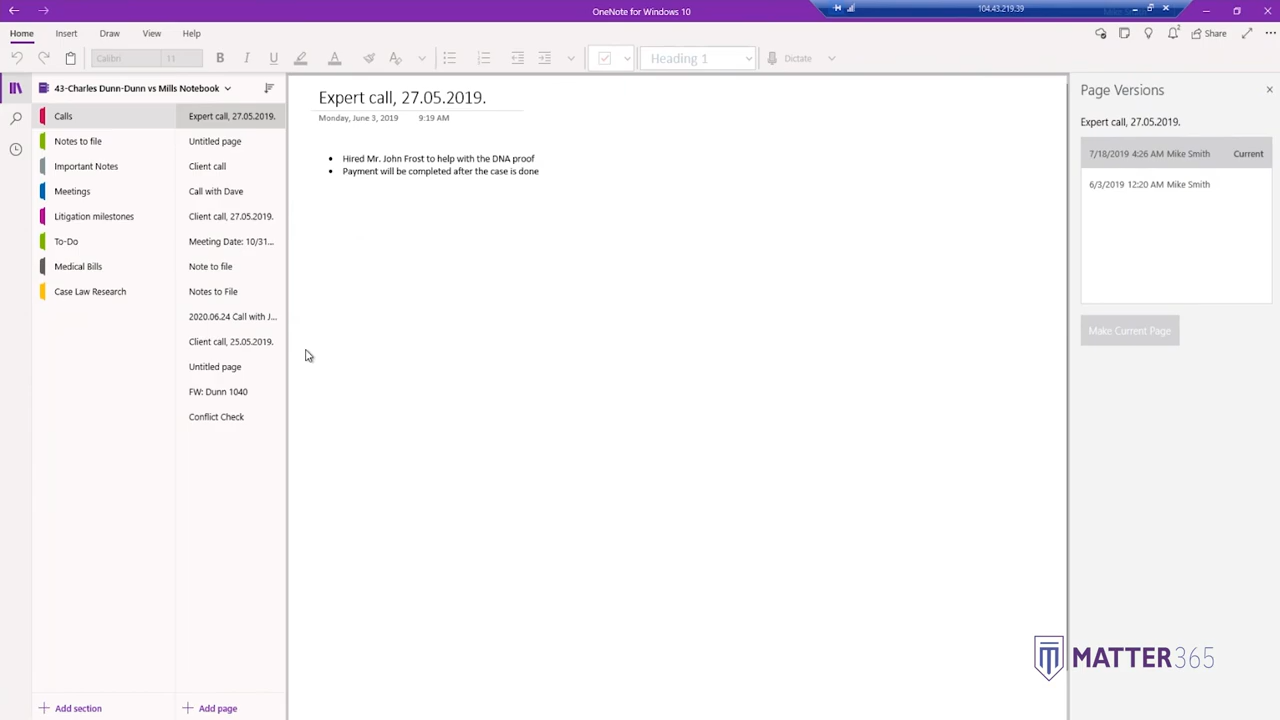 OneNote for Windows 10
104.43.219.39
Home
Insert
Draw
View
Help
2
Share
Calibri
11
B
I
U
A
Heading 1
Dictate
43-Charles Dunn-Dunn vs Mills Notebook
Calls
Notes to file
Important Notes
Meetings
Litigation milestones
To-Do
Medical Bills
Case Law Research
Expert call, 27.05.2019.
Untitled page
Client call
Call with Dave
Client call, 27.05.2019.
Meeting Date: 10/31...
Note to file
Notes to File
2020.06.24 Call with J...
Client call, 25.05.2019.
Untitled page
FW: Dunn 1040
Conflict Check
Add section
Add page
Expert call, 27.05.2019.
Monday, June 3, 2019 9:19 AM
• Hired Mr. John Frost to help with the DNA proof
• Payment will be completed after the case is done
Page Versions
Expert call, 27.05.2019.
7/18/2019 4:26 AM Mike Smith Current
6/3/2019 12:20 AM Mike Smith
Make Current Page
MATTER365